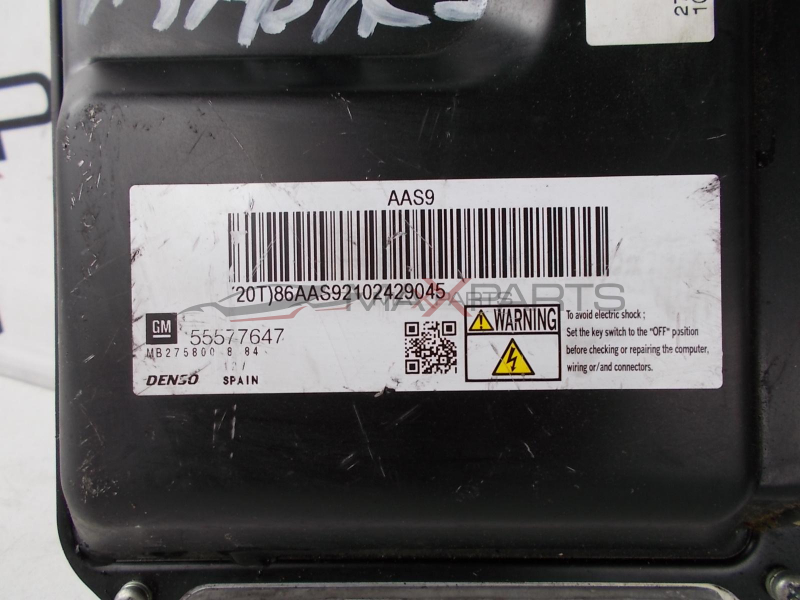 AAS9
20T)86AAS92102429045
MAXXPARTS
GM 55577647
MB275800 8 84
DENSO SPAIN
WARNING
To avoid electric shock ;
Set the key switch to the "OFF" position
before checking or repairing the computer,
wiring or/and connectors.